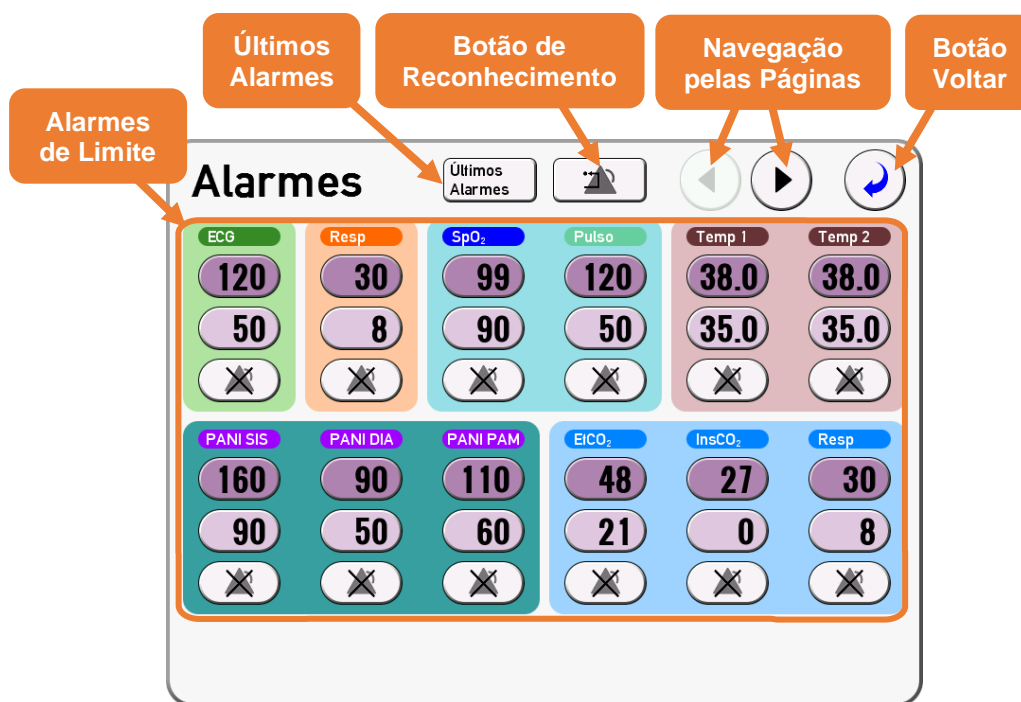 Últimos
Alarmes
Botão de
Reconhecimento
Navegação
pelas Páginas
Botão
Voltar
Alarmes
de Limite
Alarmes
Últimos
Alarmes
ECG
Resp
SpO₂
Pulso
Temp 1
Temp 2
120
30
99
120
38.0
38.0
50
8
90
50
35.0
35.0
PANI SIS
PANI DIA
PANI PAM
EfCO₂
InsCO₂
Resp
160
90
110
48
27
30
90
50
60
21
0
8